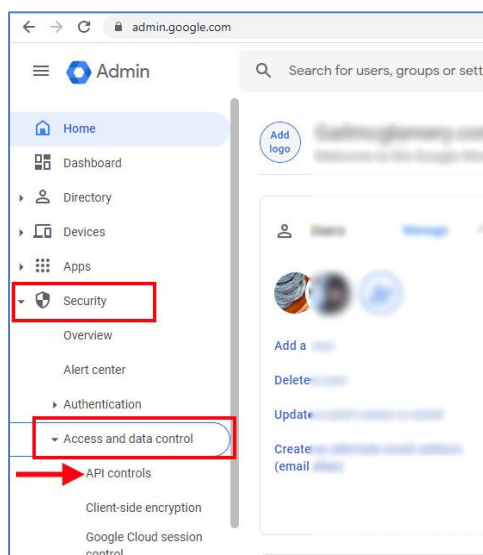 admin.google.com
Admin
Search for users, groups or sett
Home
Dashboard
Directory
Devices
Apps
Security
Overview
Alert center
Authentication
Access and data control
API controls
Client-side encryption
Google Cloud session
control
Add
logo
Users
Manage
Add a
Delete
Update
Create
(email